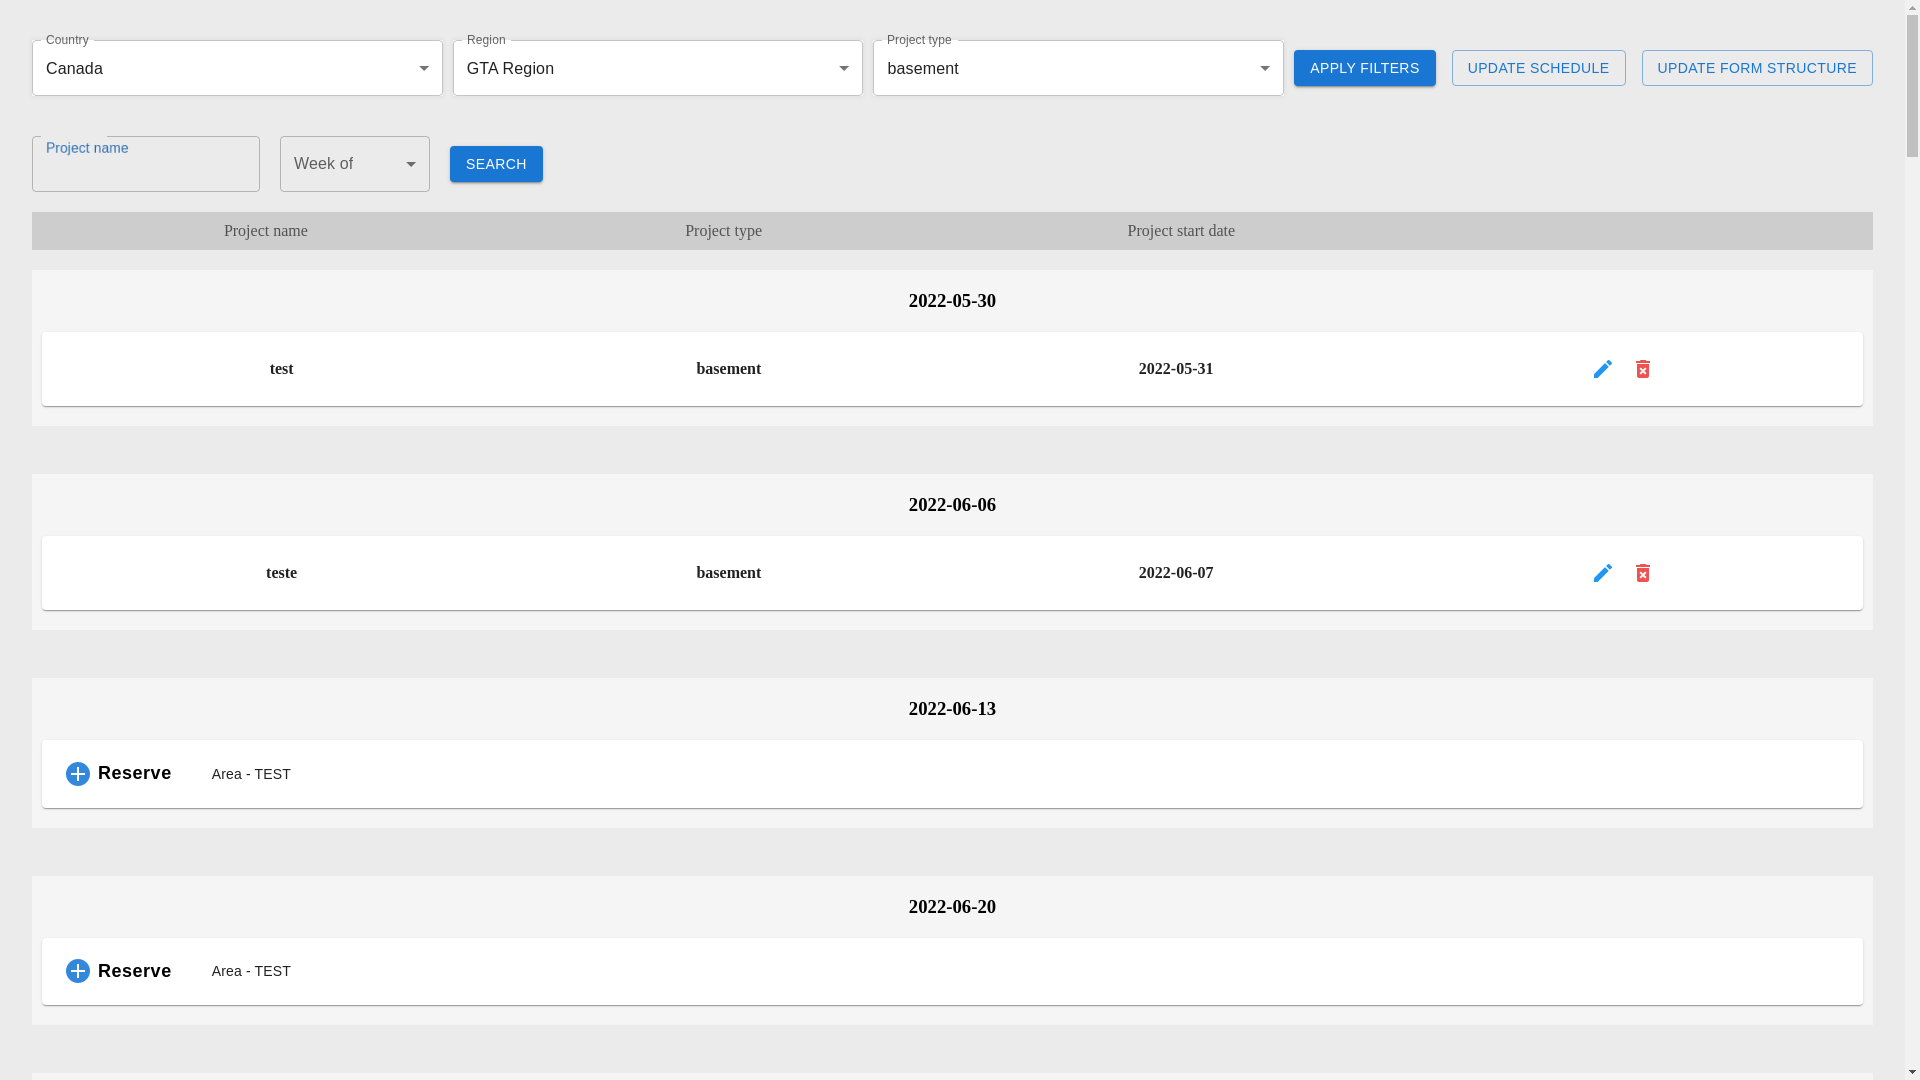 Country
Canada
Region
GTA Region
Project type
basement
APPLY FILTERS
UPDATE SCHEDULE
UPDATE FORM STRUCTURE
Project name
Week of
SEARCH
Project name Project type Project start date
2022-05-30
test basement 2022-05-31
2022-06-06
teste basement 2022-06-07
2022-06-13
Reserve Area - TEST
2022-06-20
Reserve Area - TEST